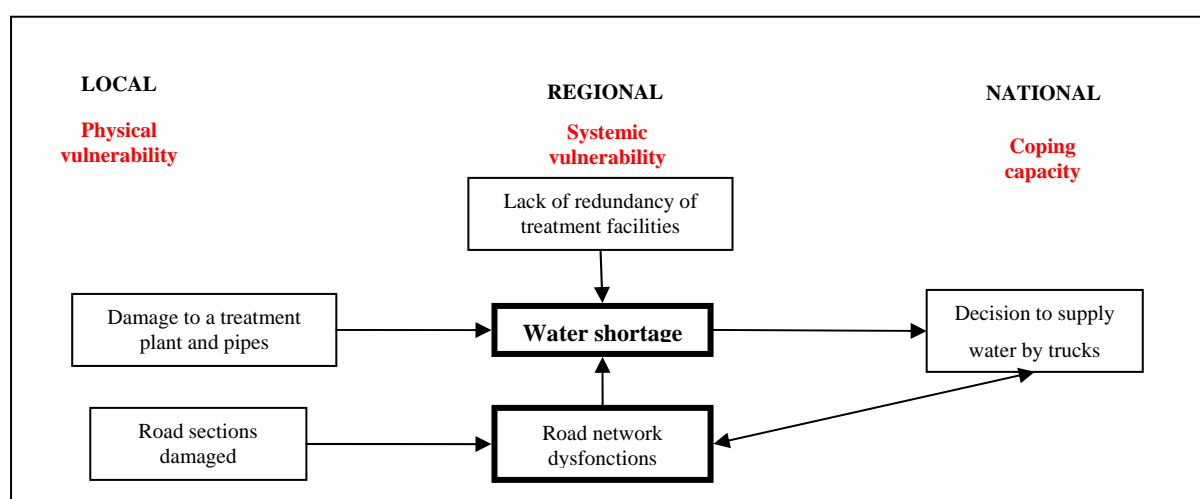 LOCAL
Physical
vulnerability
REGIONAL
Systemic
vulnerability
NATIONAL
Coping
capacity
Lack of redundancy of
treatment facilities
Damage to a treatment
plant and pipes
Water shortage
Decision to supply
water by trucks
Road sections
damaged
Road network
dysfonctions